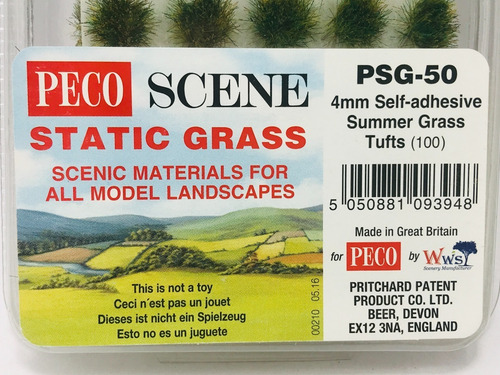 PECO SCENE
STATIC GRASS
SCENIC MATERIALS FOR
ALL MODEL LANDSCAPES
This is not a toy
Ceci n´est pas un jouet
Dieses ist nicht ein Spielzeug
Esto no es un juguete
00210 05.16
PSG-50
4mm Self-adhesive
Summer Grass
Tufts (100)
5 050881 093948
Made in Great Britain
for PECO by WWS
Scenery Manufacturer
PRITCHARD PATENT
PRODUCT CO. LTD.
BEER, DEVON
EX12 3NA, ENGLAND